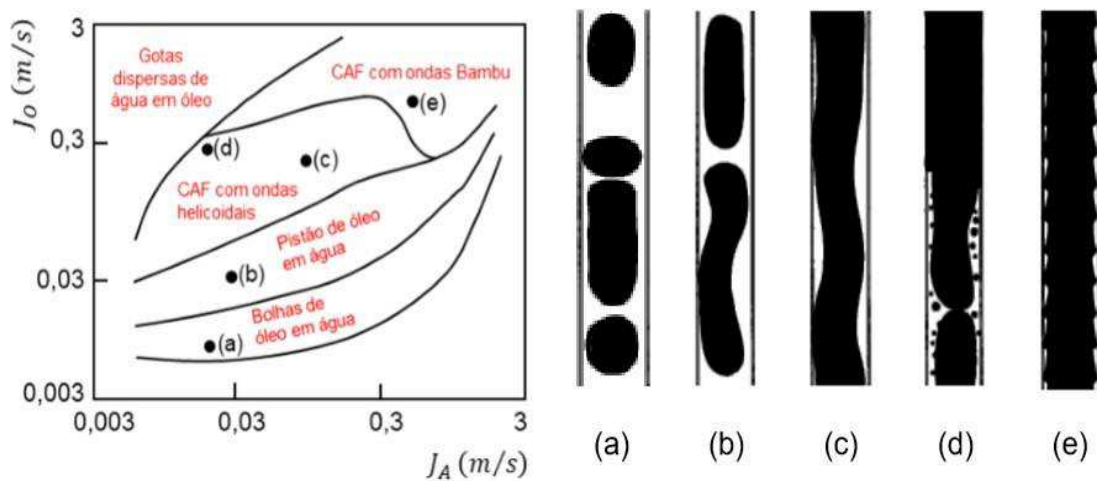 J_O (m/s)
3
0,3
0,03
0,003
Gotas
dispersas de
água em óleo
CAF com ondas Bambu
(e)
(d)
(c)
CAF com ondas
helicoidais
Pistão de óleo
em água
(b)
Bolhas de
óleo em água
(a)
0,003
0,03
0,3
3
J_A (m/s)
(a)
(b)
(c)
(d)
(e)